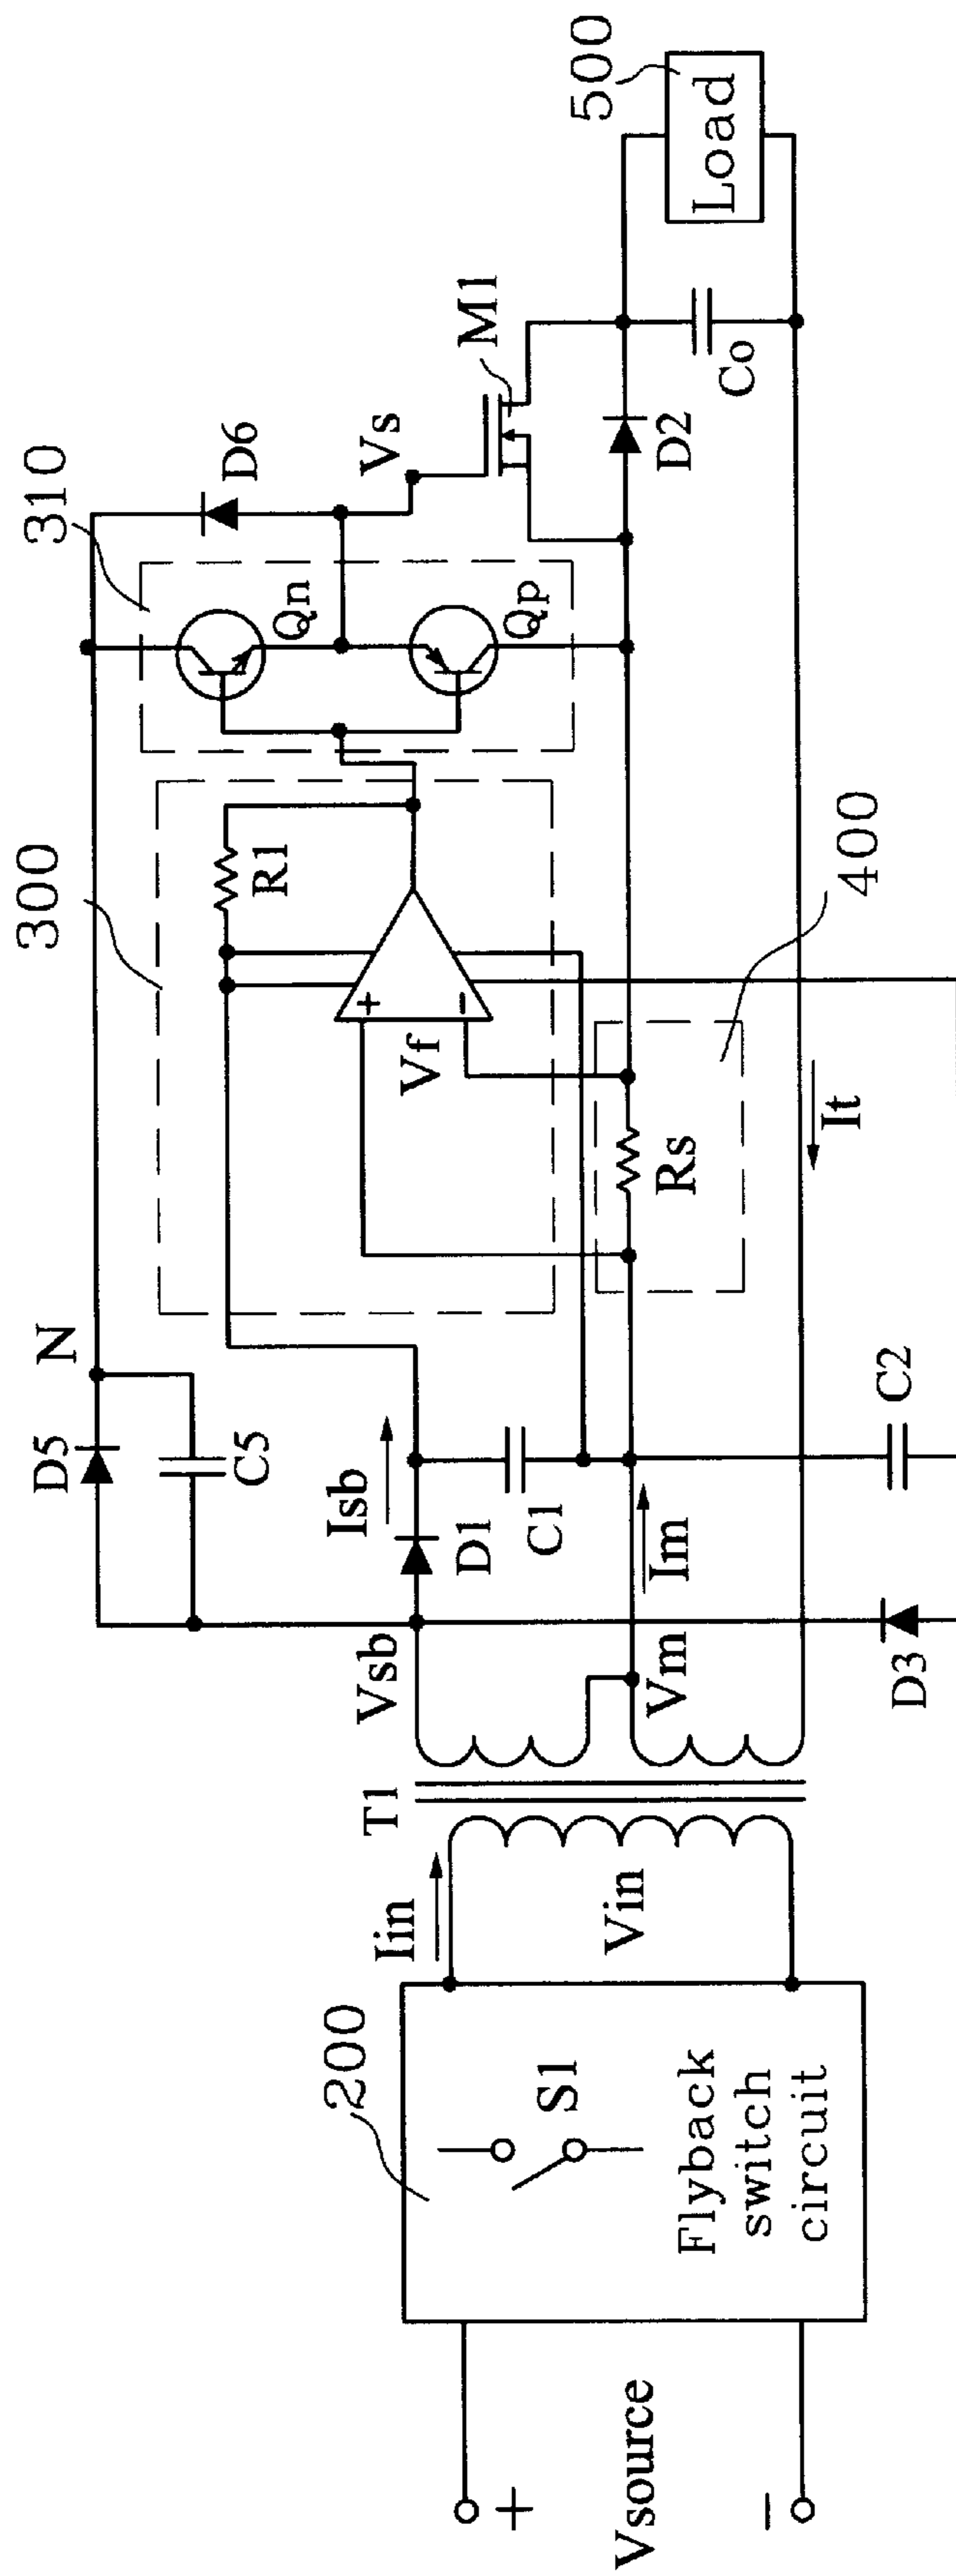 Vsource
+
−
200
S1
Flyback
switch
circuit
Iin
Vin
T1
Vsb
Vm
D5
N
C5
Isb
D1
C1
Im
D3
C2
300
R1
+
−
Vf
Rs
400
It
310
Qn
Qp
D6
Vs
M1
D2
Co
Load
500